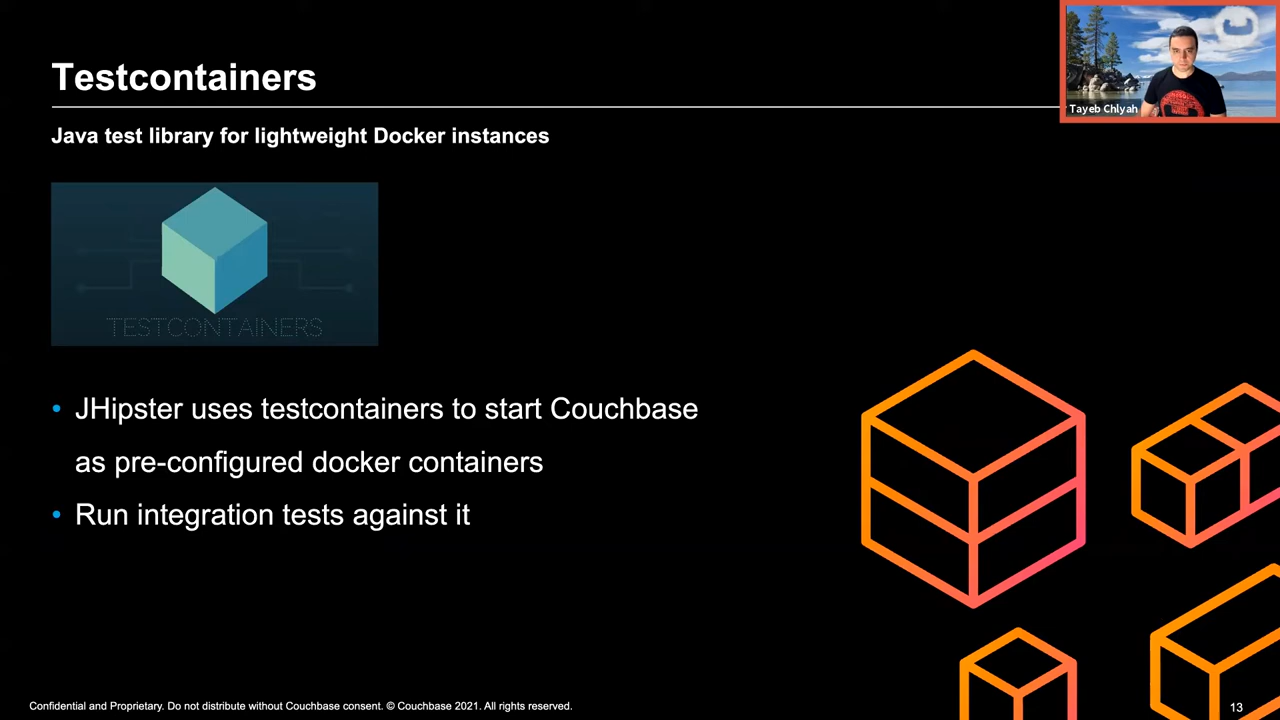 Testcontainers
Tayeb Chlyah
Java test library for lightweight Docker instances
TESTCONTAINERS
• JHipster uses testcontainers to start Couchbase
as pre-configured docker containers
• Run integration tests against it
Confidential and Proprietary. Do not distribute without Couchbase consent. © Couchbase 2021. All rights reserved.
13